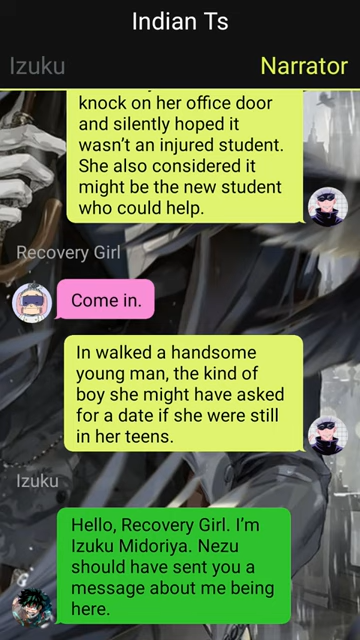 Indian Ts
Izuku
Narrator
knock on her office door
and silently hoped it
wasn't an injured student.
She also considered it
might be the new student
who could help.
Recovery Girl
Come in.
In walked a handsome
young man, the kind of
boy she might have asked
for a date if she were still
in her teens.
Izuku
Hello, Recovery Girl. I'm
Izuku Midoriya. Nezu
should have sent you a
message about me being
here.